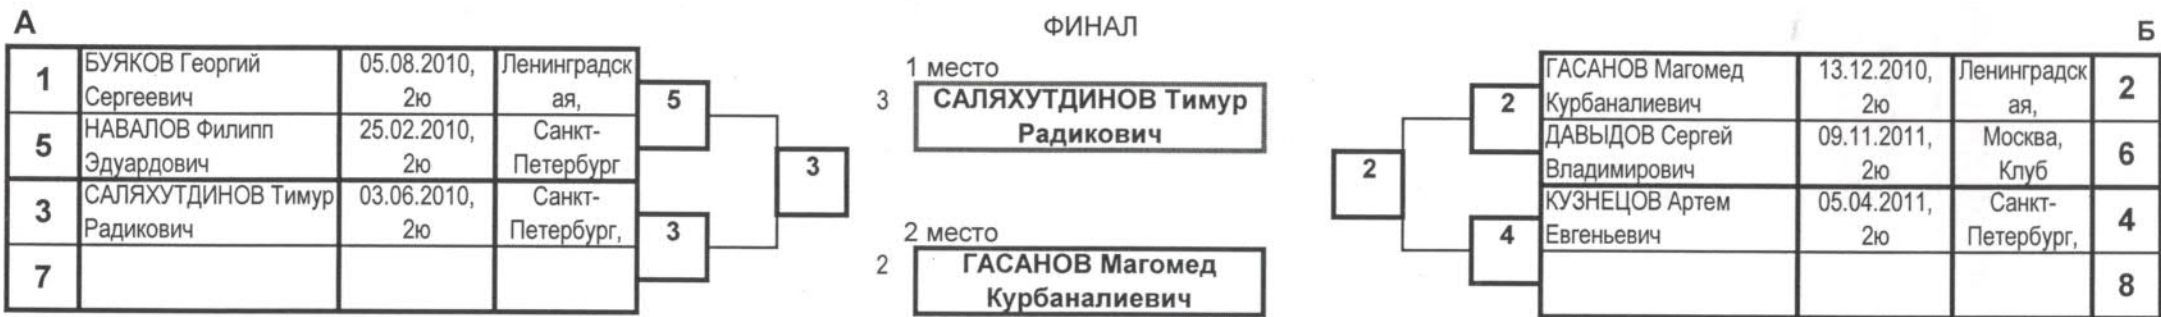 А
ФИНАЛ
Б
1
БУЯКОВ Георгий
Сергеевич
05.08.2010,
2ю
Ленинградск
ая,
5
НАВАЛОВ Филипп
Эдуардович
25.02.2010,
2ю
Санкт-
Петербург
3
САЛЯХУТДИНОВ Тимур
Радикович
03.06.2010,
2ю
Санкт-
Петербург,
7
5
3
3
1 место
3
САЛЯХУТДИНОВ Тимур
Радикович
2 место
2
ГАСАНОВ Магомед
Курбаналиевич
2
2
4
ГАСАНОВ Магомед
Курбаналиевич
13.12.2010,
2ю
Ленинградск
ая,
2
ДАВЫДОВ Сергей
Владимирович
09.11.2011,
2ю
Москва,
Клуб
6
КУЗНЕЦОВ Артем
Евгеньевич
05.04.2011,
2ю
Санкт-
Петербург,
4
8